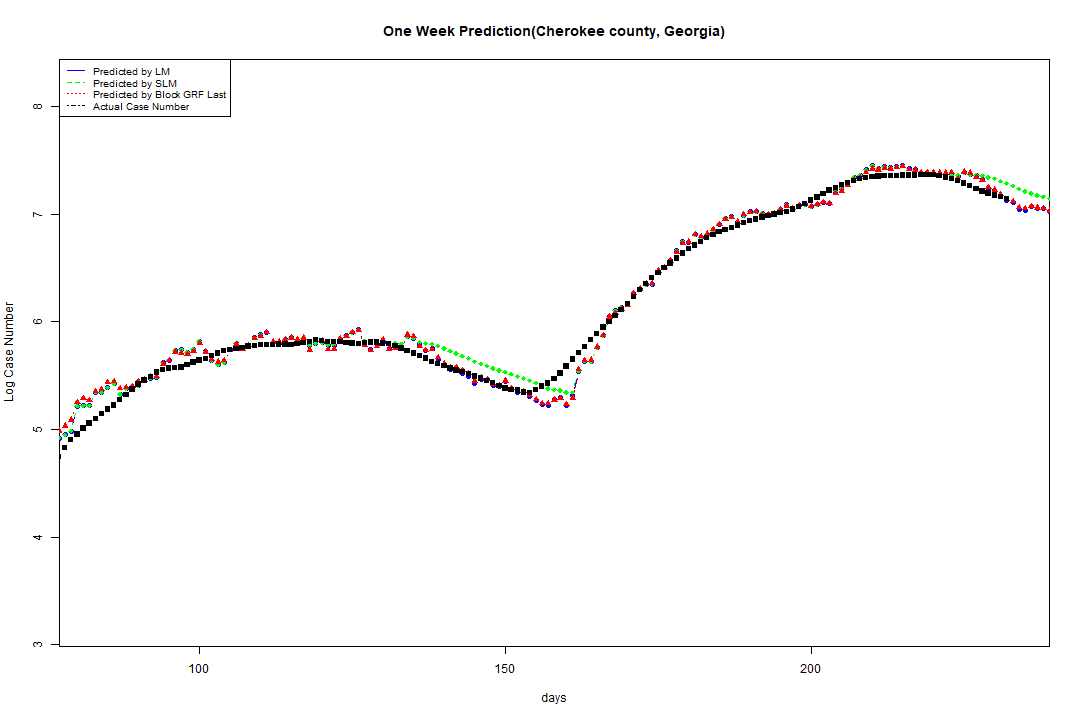 One Week Prediction(Cherokee county, Georgia)
Predicted by LM
Predicted by SLM
Predicted by Block GRF Last
Actual Case Number
8
7
6
5
4
3
Log Case Number
100 150 200
days